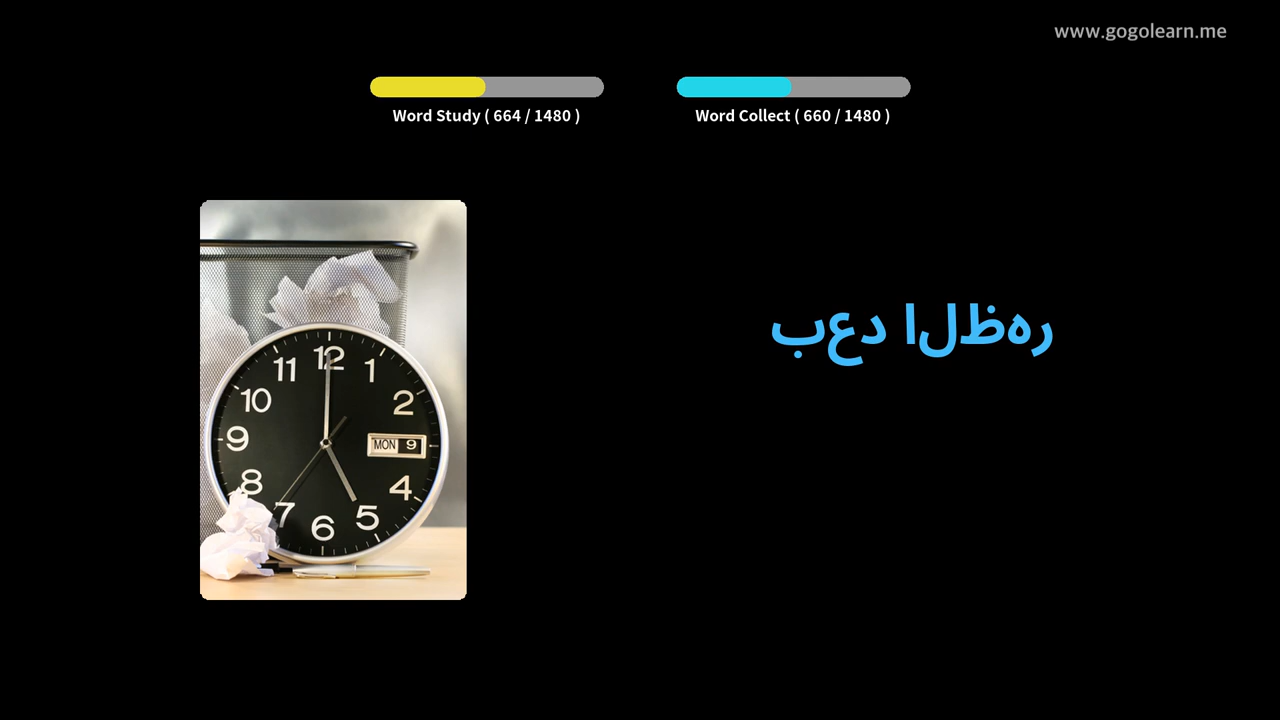 www.gogolearn.me
Word Study ( 664 / 1480 )
Word Collect ( 660 / 1480 )
بعد الظهر
12
11
1
10
2
9
MON 9
8
4
7
5
6